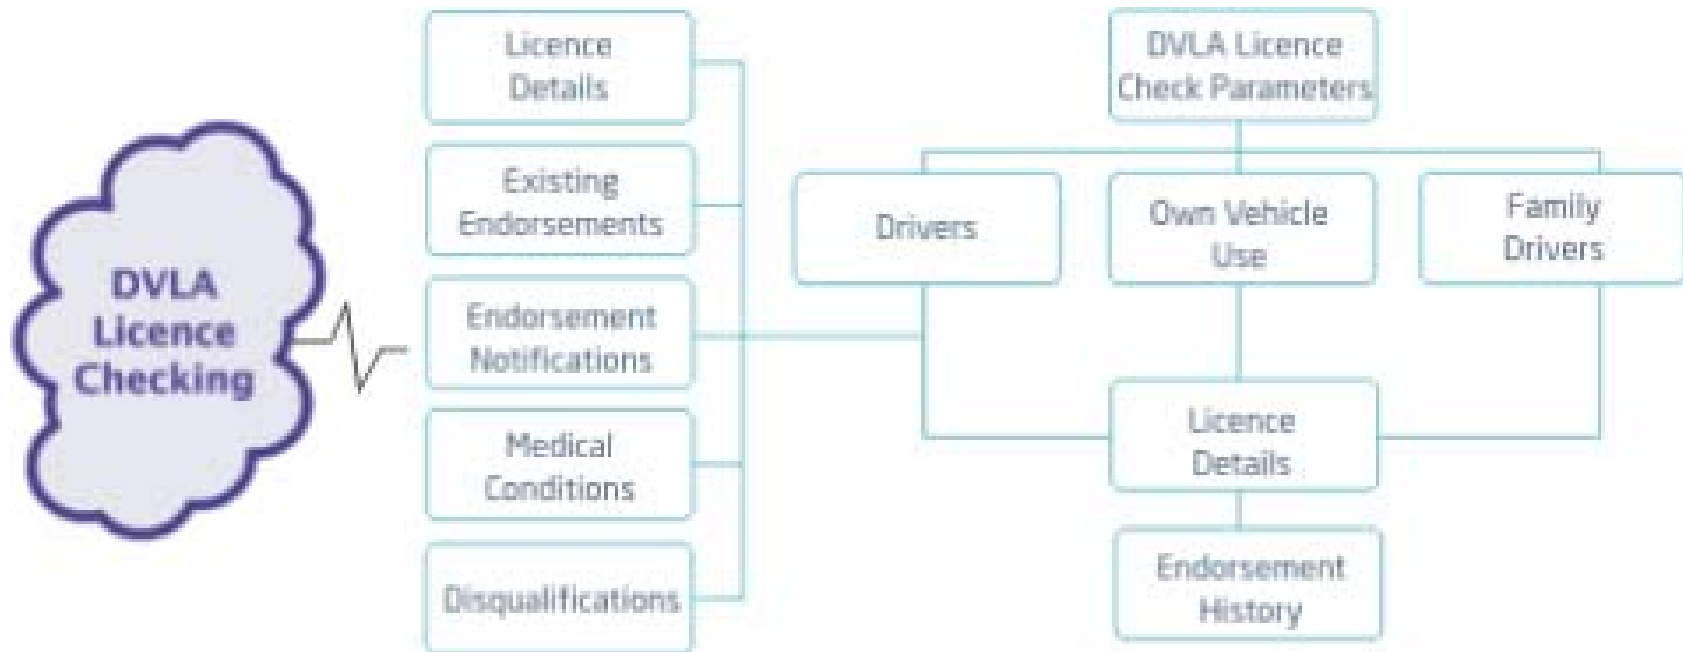 DVLA
Licence
Checking
Licence
Details
Existing
Endorsements
Endorsement
Notifications
Medical
Conditions
Disqualifications
DVLA Licence
Check Parameters
Drivers
Own Vehicle
Use
Family
Drivers
Licence
Details
Endorsement
History